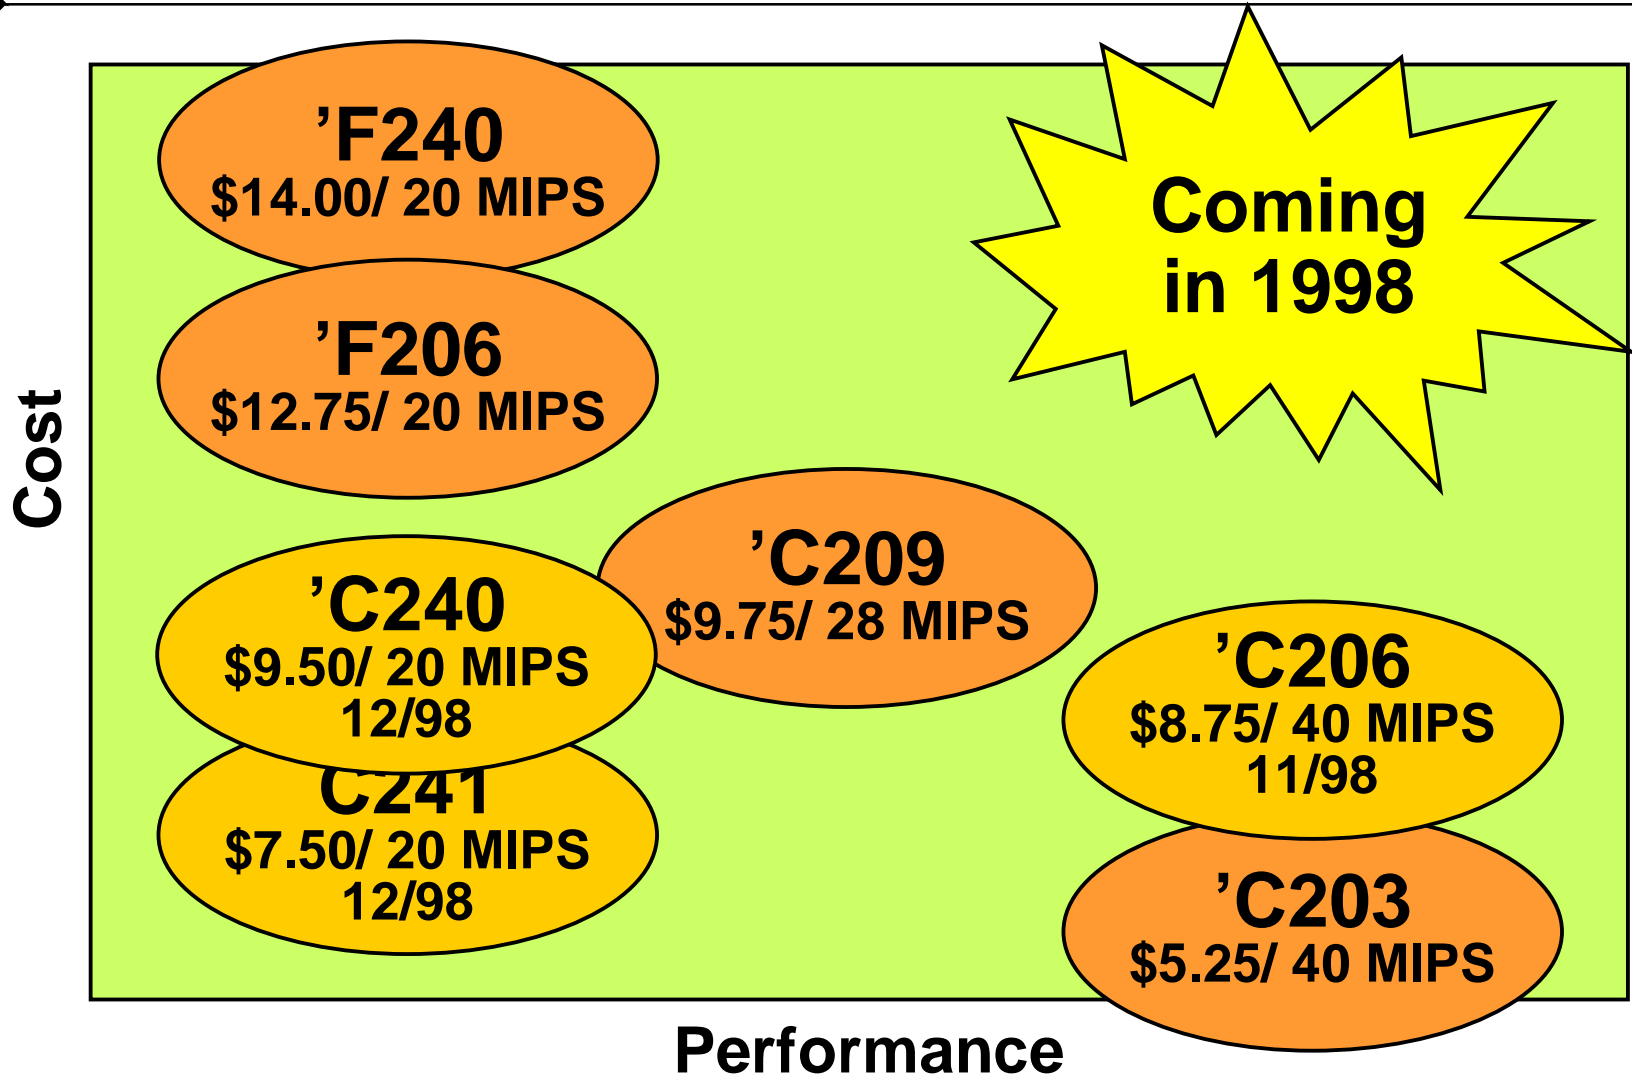 ’F240
$14.00/ 20 MIPS
Coming
in 1998
’F206
$12.75/ 20 MIPS
Cost
’C209
$9.75/ 28 MIPS
’C240
$9.50/ 20 MIPS
12/98
’C206
$8.75/ 40 MIPS
11/98
C241
$7.50/ 20 MIPS
12/98
’C203
$5.25/ 40 MIPS
Performance